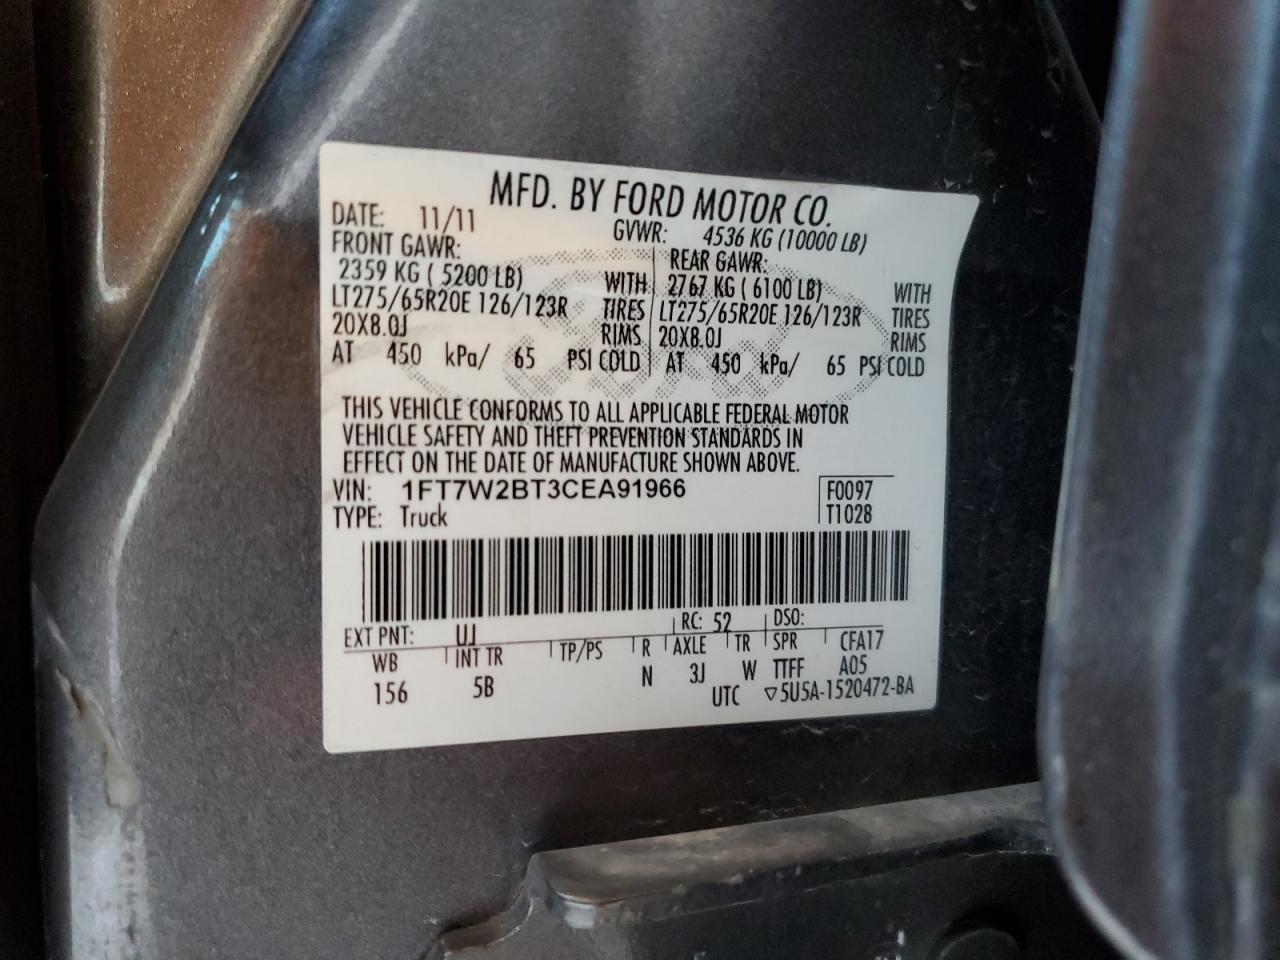 MFD. BY FORD MOTOR CO.
DATE: 11/11 GVWR: 4536 KG (10000 LB)
FRONT GAWR: REAR GAWR:
2359 KG ( 5200 LB) WITH 2767 KG ( 6100 LB) WITH
LT275/65R20E 126/123R TIRES LT275/65R20E 126/123R TIRES
20X8.0J RIMS 20X8.0J RIMS
AT 450 kPa/ 65 PSI COLD AT 450 kPa/ 65 PSI COLD
THIS VEHICLE CONFORMS TO ALL APPLICABLE FEDERAL MOTOR
VEHICLE SAFETY AND THEFT PREVENTION STANDARDS IN
EFFECT ON THE DATE OF MANUFACTURE SHOWN ABOVE.
VIN: 1FT7W2BT3CEA91966 F0097
TYPE: Truck T1028
EXT PNT: UJ RC: 52 DSO:
WB INT TR TP/PS R AXLE TR SPR CFA17
156 5B N 3J W TTFF A05
UTC ▽5U5A-1520472-BA